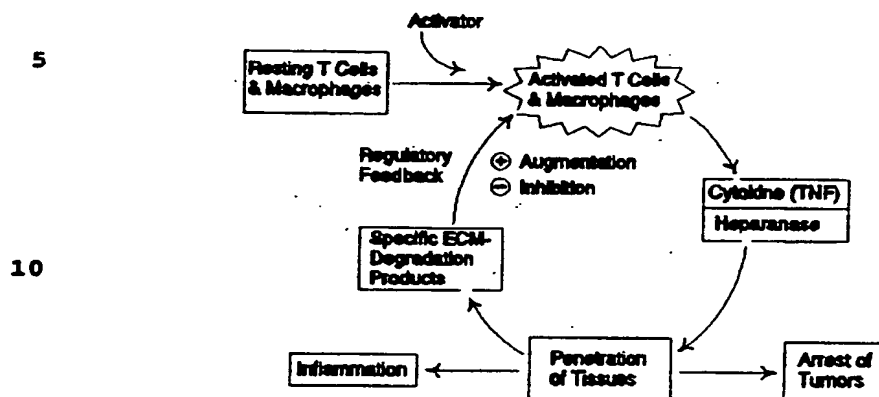 Activator
5
Resting T Cells
& Macrophages
Activated T Cells
& Macrophages
Regulatory
Feedback
⊕ Augmentation
⊖ Inhibition
Cytokine (TNF)
Heparanase
Specific ECM-
Degradation
Products
10
Inflammation
Penetration
of Tissues
Arrest of
Tumors